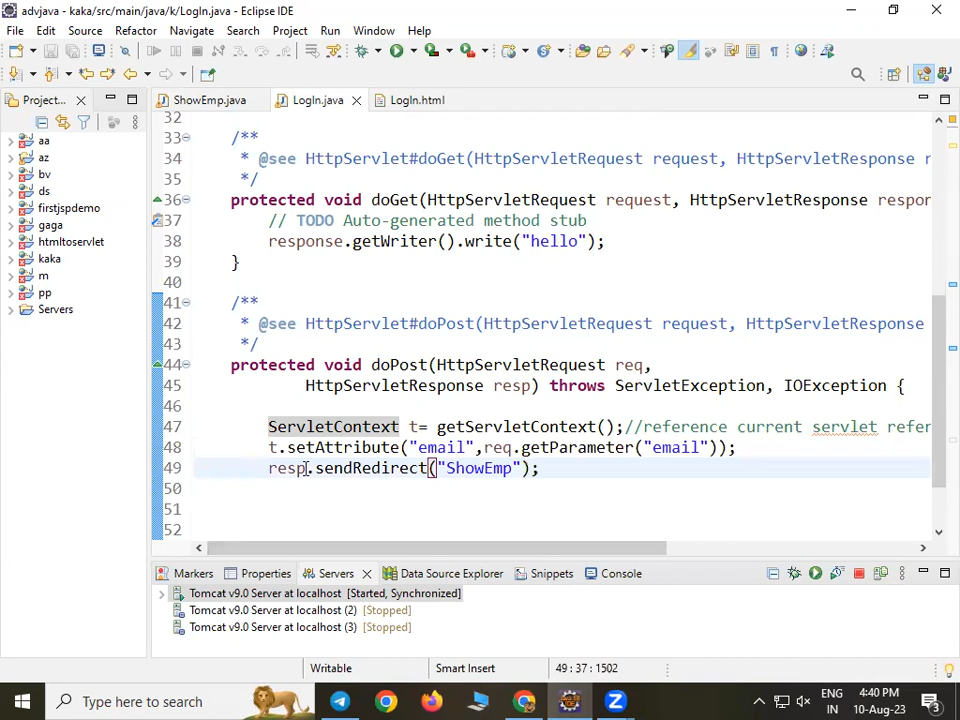 advjava - kaka/src/main/java/k/LogIn.java - Eclipse IDE
File Edit Source Refactor Navigate Search Project Run Window Help
Project...
ShowEmp.java LogIn.java LogIn.html
aa
az
bv
ds
firstjspdemo
gaga
htmltoservlet
kaka
m
pp
Servers
32
33 /**
34 * @see HttpServlet#doGet(HttpServletRequest request, HttpServletResponse r
35 */
36 protected void doGet(HttpServletRequest request, HttpServletResponse respon
37 // TODO Auto-generated method stub
38 response.getWriter().write("hello");
39 }
40
41 /**
42 * @see HttpServlet#doPost(HttpServletRequest request, HttpServletResponse
43 */
44 protected void doPost(HttpServletRequest req,
45 HttpServletResponse resp) throws ServletException, IOException {
46
47 ServletContext t= getServletContext();//reference current servlet refer
48 t.setAttribute("email",req.getParameter("email"));
49 resp.sendRedirect("ShowEmp");
50
51
52
Markers Properties Servers Data Source Explorer Snippets Console
Tomcat v9.0 Server at localhost [Started, Synchronized]
Tomcat v9.0 Server at localhost (2) [Stopped]
Tomcat v9.0 Server at localhost (3) [Stopped]
Writable Smart Insert 49 : 37 : 1502
Type here to search
ENG
IN
4:40 PM
10-Aug-23
3